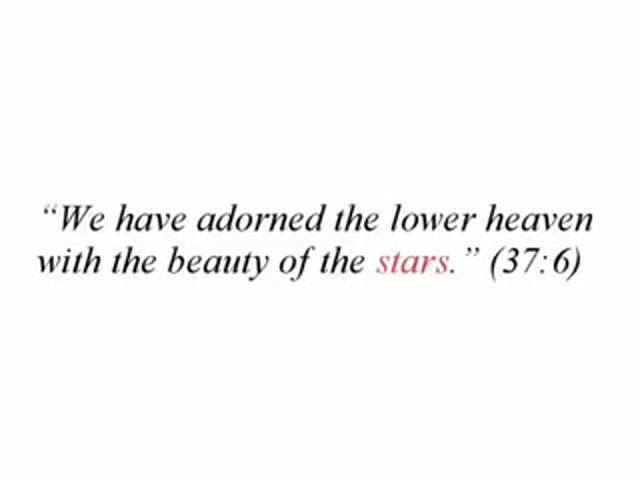 “We have adorned the lower heaven
with the beauty of the stars.” (37:6)